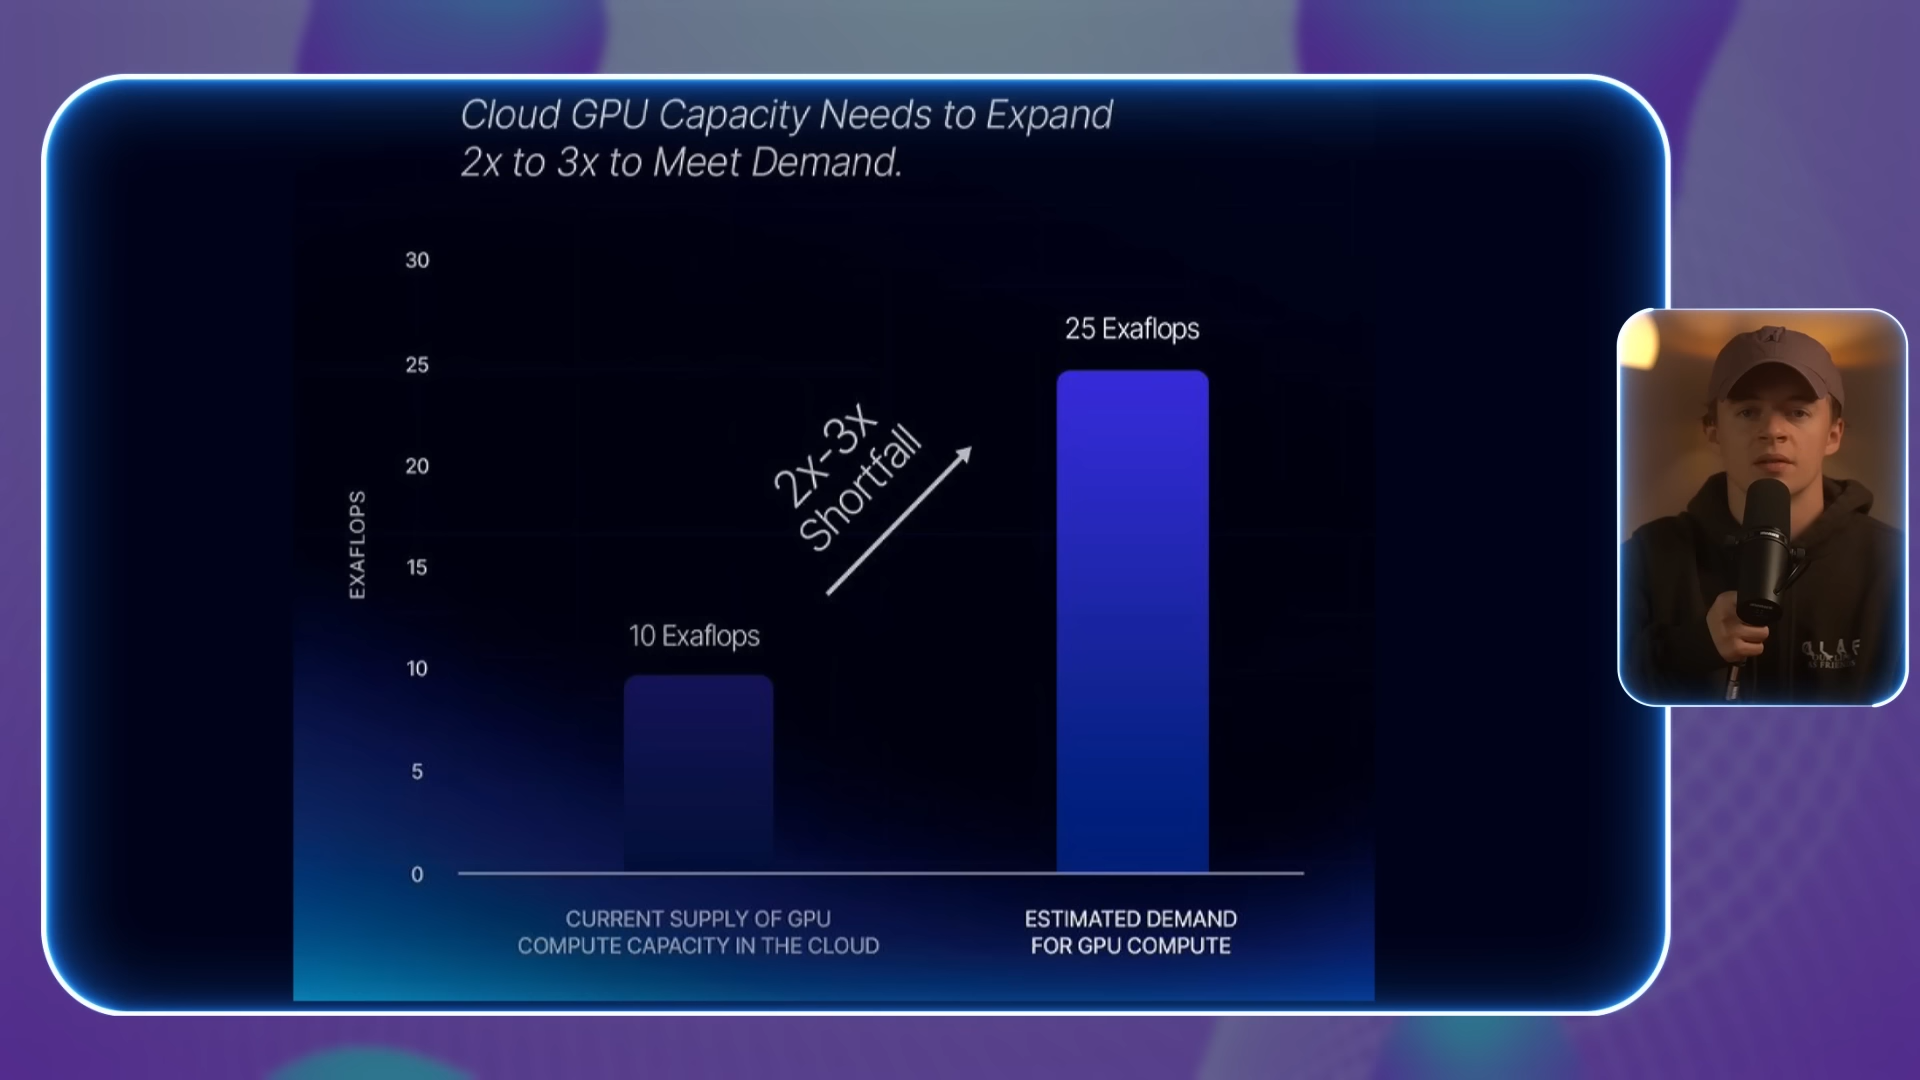 Cloud GPU Capacity Needs to Expand
2x to 3x to Meet Demand.
30
25
20
15
10
5
0
EXAFLOPS
10 Exaflops
2x-3x
Shortfall
25 Exaflops
CURRENT SUPPLY OF GPU
COMPUTE CAPACITY IN THE CLOUD
ESTIMATED DEMAND
FOR GPU COMPUTE